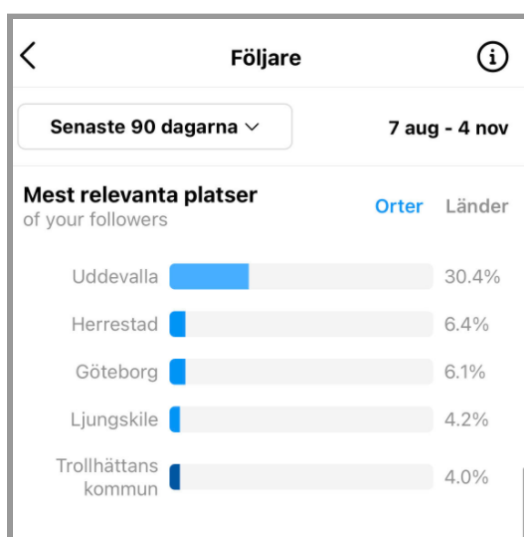 Följare
Senaste 90 dagarna
7 aug - 4 nov
Mest relevanta platser
of your followers
Orter Länder
Uddevalla 30.4%
Herrestad 6.4%
Göteborg 6.1%
Ljungskile 4.2%
Trollhättans
kommun 4.0%